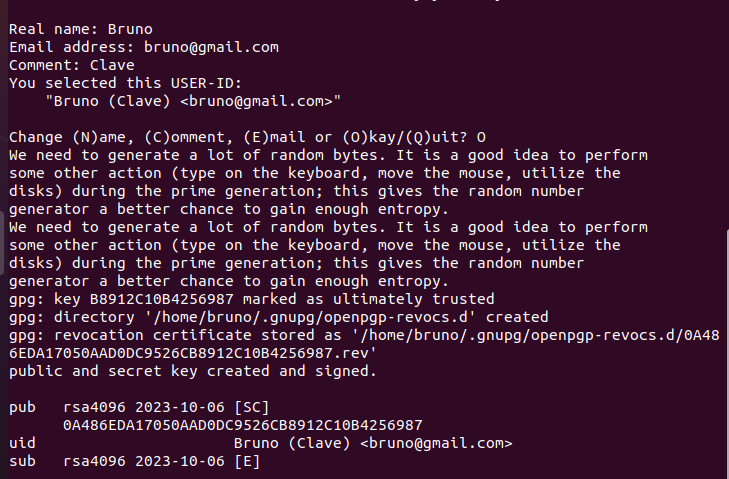 Real name: Bruno
Email address: bruno@gmail.com
Comment: Clave
You selected this USER-ID:
    "Bruno (Clave) <bruno@gmail.com>"
Change (N)ame, (C)omment, (E)mail or (O)kay/(Q)uit? O
We need to generate a lot of random bytes. It is a good idea to perform
some other action (type on the keyboard, move the mouse, utilize the
disks) during the prime generation; this gives the random number
generator a better chance to gain enough entropy.
We need to generate a lot of random bytes. It is a good idea to perform
some other action (type on the keyboard, move the mouse, utilize the
disks) during the prime generation; this gives the random number
generator a better chance to gain enough entropy.
gpg: key B8912C10B4256987 marked as ultimately trusted
gpg: directory '/home/bruno/.gnupg/openpgp-revocs.d' created
gpg: revocation certificate stored as '/home/bruno/.gnupg/openpgp-revocs.d/0A48
6EDA17050AAD0DC9526CB8912C10B4256987.rev'
public and secret key created and signed.
pub   rsa4096 2023-10-06 [SC]
      0A486EDA17050AAD0DC9526CB8912C10B4256987
uid                      Bruno (Clave) <bruno@gmail.com>
sub   rsa4096 2023-10-06 [E]